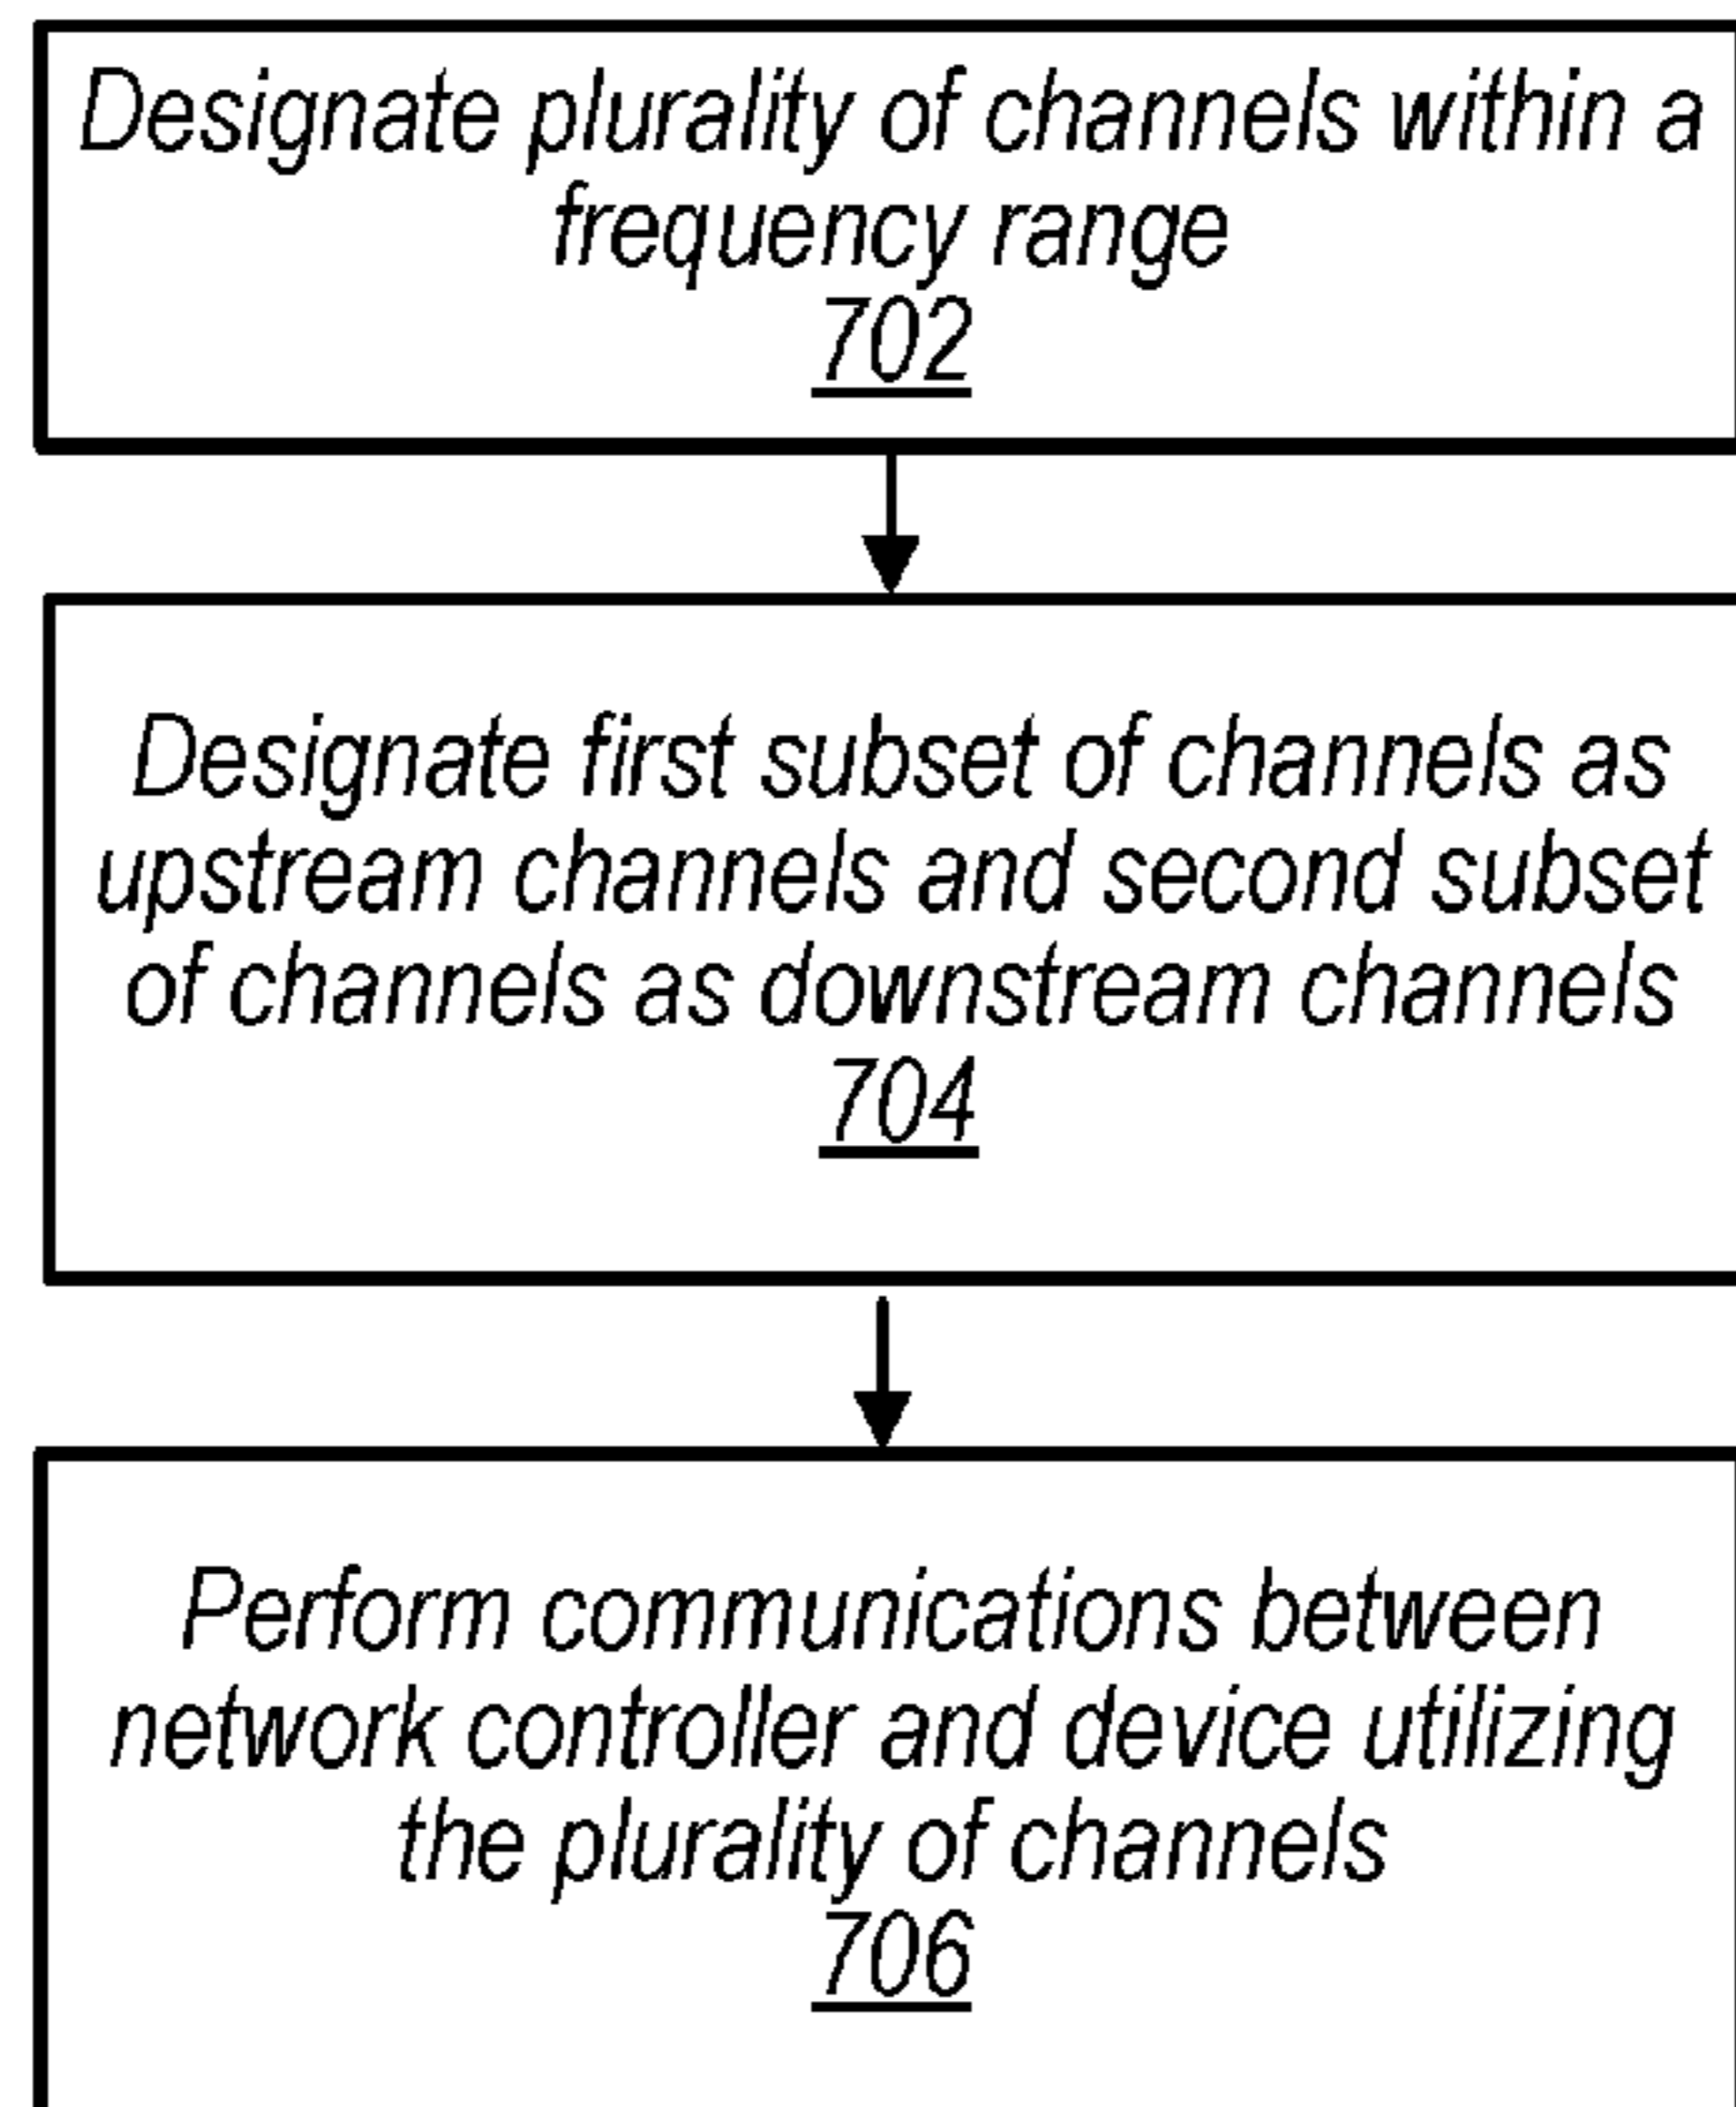 Designate plurality of channels within a
frequency range
702
Designate first subset of channels as
upstream channels and second subset
of channels as downstream channels
704
Perform communications between
network controller and device utilizing
the plurality of channels
706